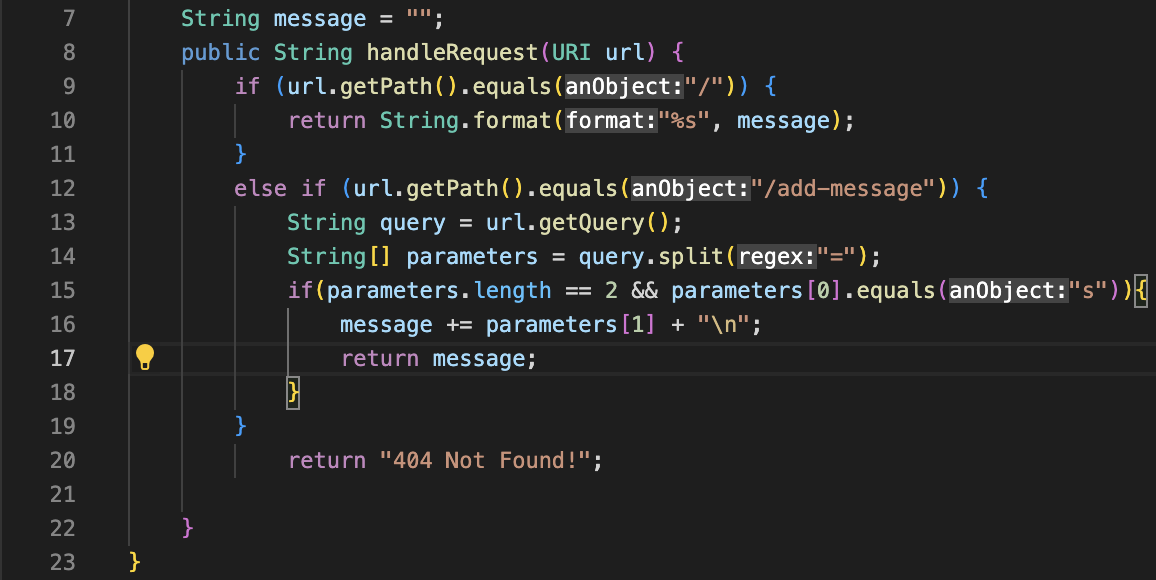 7 String message = "";
8 public String handleRequest(URI url) {
9 if (url.getPath().equals(anObject:"/")) {
10 return String.format(format:"%s", message);
11 }
12 else if (url.getPath().equals(anObject:"/add-message")) {
13 String query = url.getQuery();
14 String[] parameters = query.split(regex:"=");
15 if(parameters.length == 2 && parameters[0].equals(anObject:"s")){
16 message += parameters[1] + "\n";
17 return message;
18 }
19 }
20 return "404 Not Found!";
21
22 }
23 }